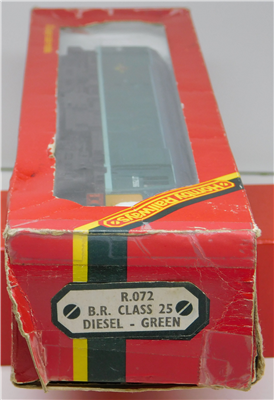 Hornby Railways
R.072
B.R. CLASS 25
DIESEL - GREEN